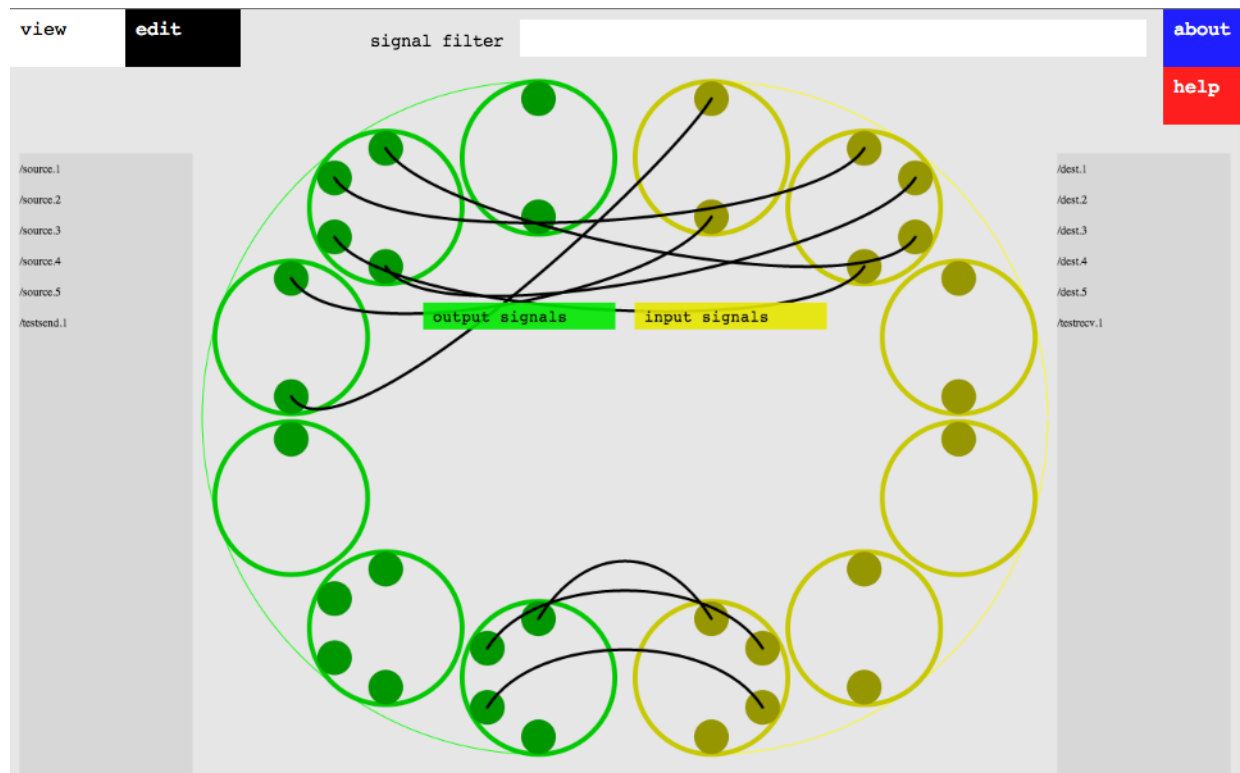 view
edit
signal filter
about
help
/source.1
/source.2
/source.3
/source.4
/source.5
/testsend.1
output signals
input signals
/dest.1
/dest.2
/dest.3
/dest.4
/dest.5
/testrecv.1